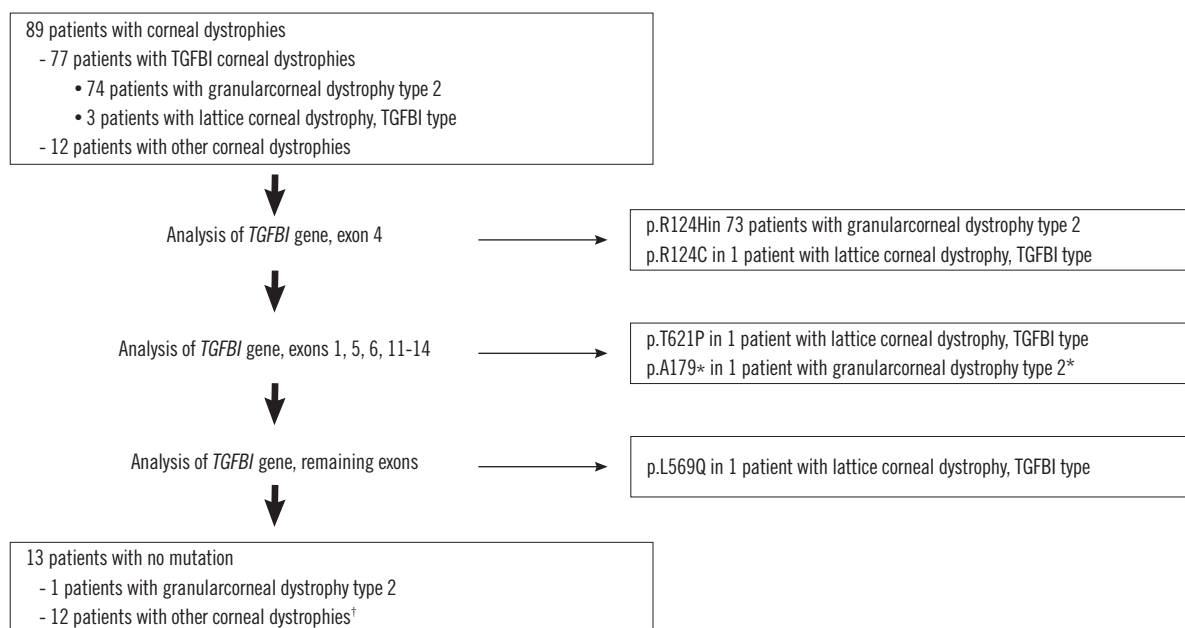 89 patients with corneal dystrophies
- 77 patients with TGFBI corneal dystrophies
• 74 patients with granularcorneal dystrophy type 2
• 3 patients with lattice corneal dystrophy, TGFBI type
- 12 patients with other corneal dystrophies
Analysis of TGFBI gene, exon 4
p.R124Hin 73 patients with granularcorneal dystrophy type 2
p.R124C in 1 patient with lattice corneal dystrophy, TGFBI type
Analysis of TGFBI gene, exons 1, 5, 6, 11-14
p.T621P in 1 patient with lattice corneal dystrophy, TGFBI type
p.A179* in 1 patient with granularcorneal dystrophy type 2*
Analysis of TGFBI gene, remaining exons
p.L569Q in 1 patient with lattice corneal dystrophy, TGFBI type
13 patients with no mutation
- 1 patients with granularcorneal dystrophy type 2
- 12 patients with other corneal dystrophies†